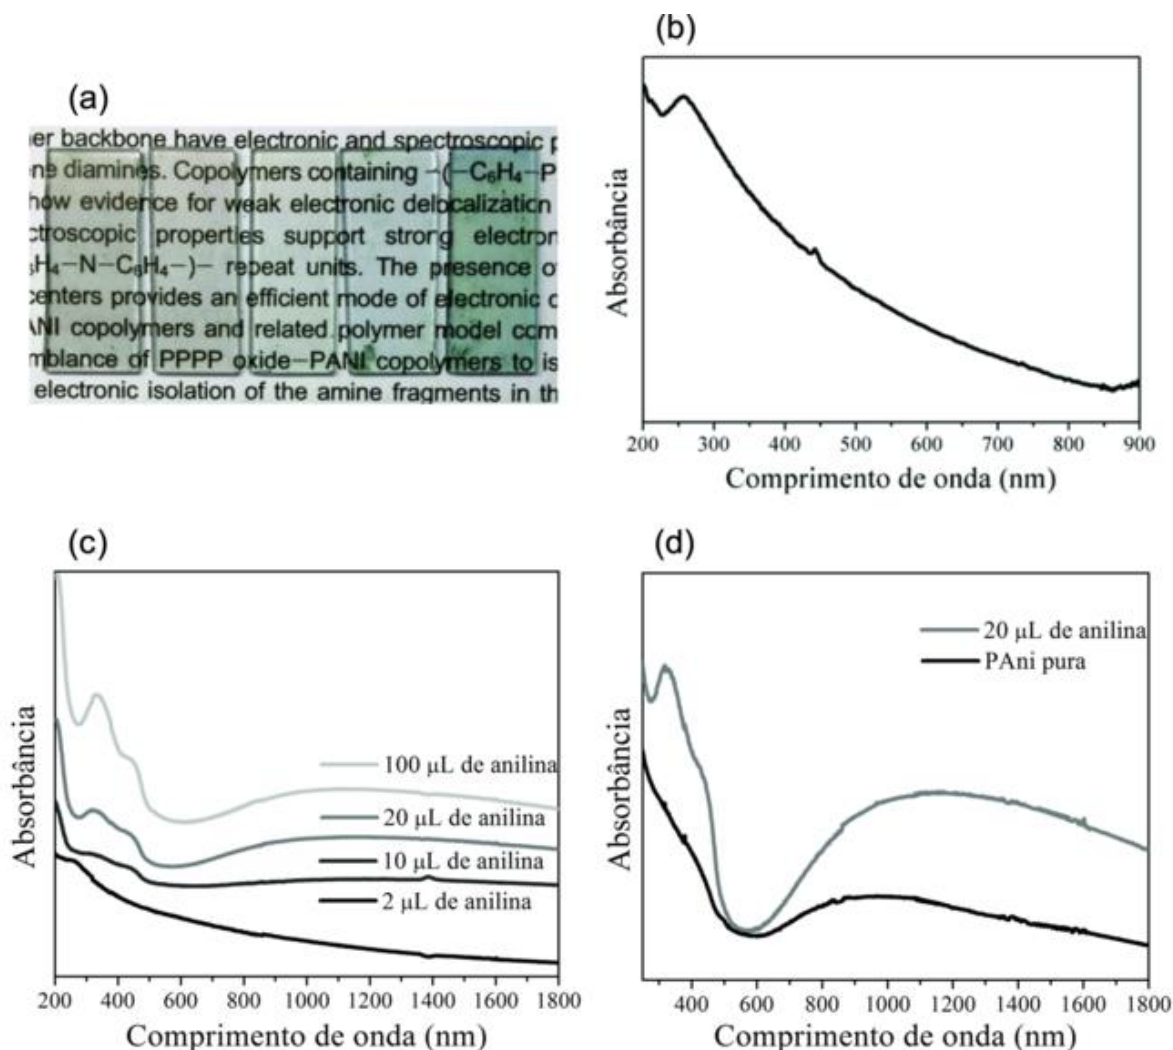 (a)
er backbone have electronic and spectroscopic p
ne diamines. Copolymers containing –(–C₆H₄–P
how evidence for weak electronic delocalization
ctroscopic properties support strong electron
₆H₄–N–C₆H₄–)– repeat units. The presence o
centers provides an efficient mode of electronic c
ANI copolymers and related polymer model com
mblance of PPPP oxide–PANI copolymers to is
electronic isolation of the amine fragments in th
(b)
Absorbância
200 300 400 500 600 700 800 900
Comprimento de onda (nm)
(c)
Absorbância
100 µL de anilina
20 µL de anilina
10 µL de anilina
2 µL de anilina
200 400 600 800 1000 1200 1400 1600 1800
Comprimento de onda (nm)
(d)
Absorbância
20 µL de anilina
PAni pura
400 600 800 1000 1200 1400 1600 1800
Comprimento de onda (nm)